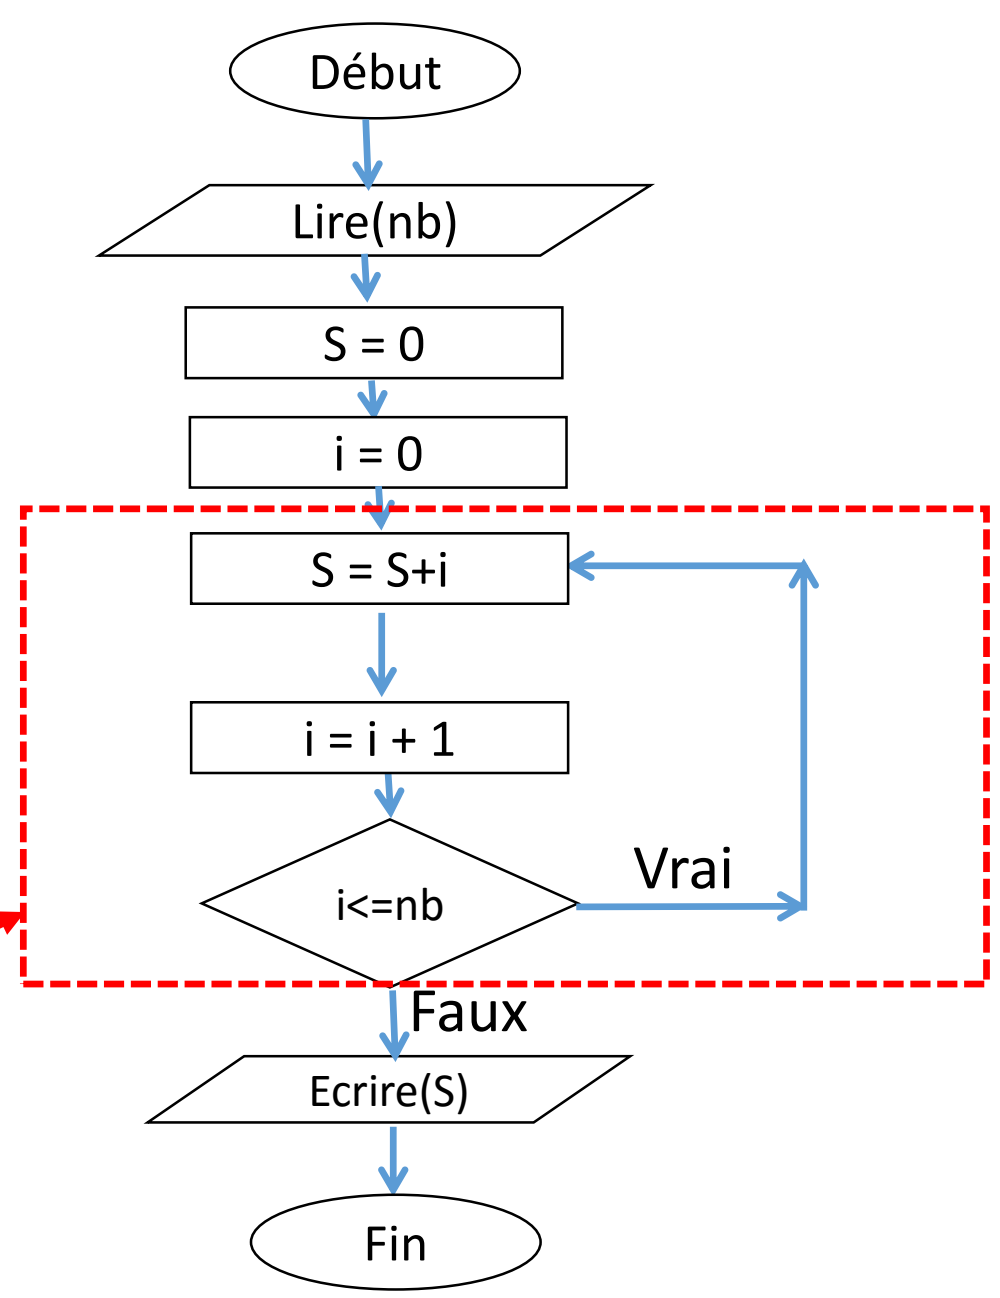 Début
Lire(nb)
S = 0
i = 0
S = S+i
i = i + 1
i<=nb
Vrai
Faux
Ecrire(S)
Fin